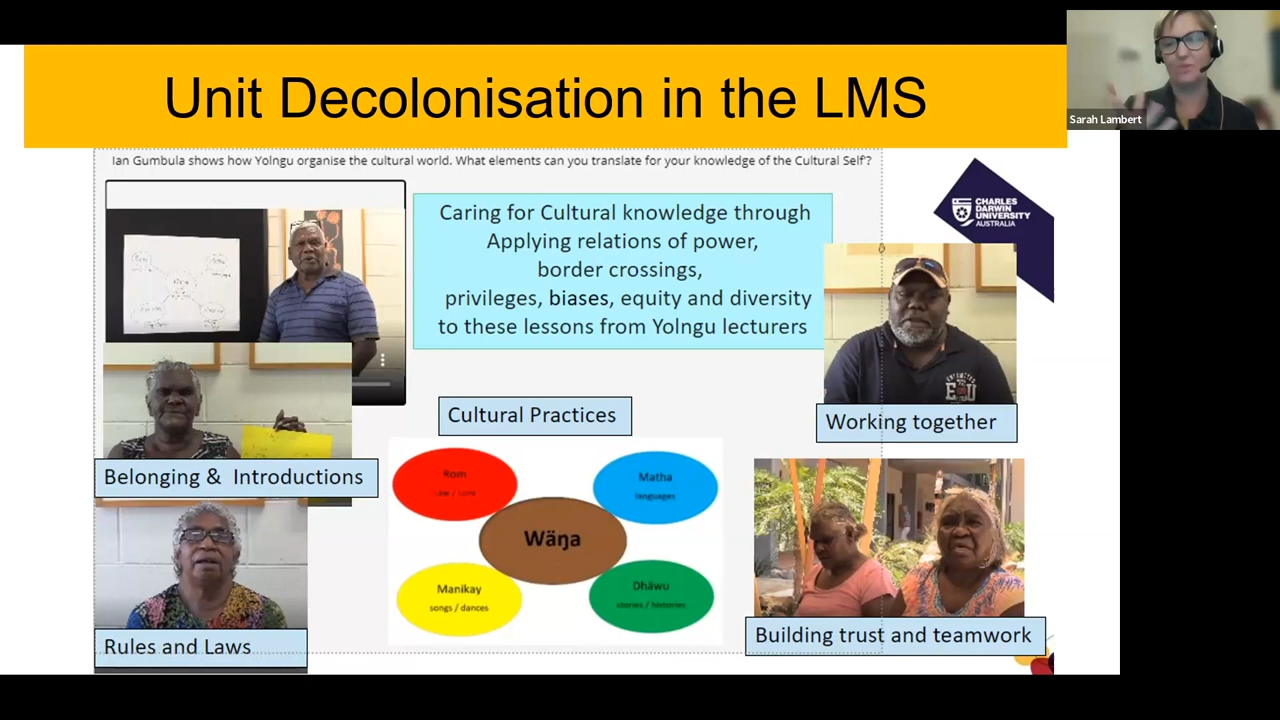 Unit Decolonisation in the LMS
Sarah Lambert
Ian Gumbula shows how Yolngu organise the cultural world. What elements can you translate for your knowledge of the Cultural Self'?
CHARLES
DARWIN
UNIVERSITY
AUSTRALIA
Caring for Cultural knowledge through
Applying relations of power,
border crossings,
privileges, biases, equity and diversity
to these lessons from Yolngu lecturers
Cultural Practices
Working together
Belonging & Introductions
Rom
Matha
languages
Wäŋa
Manikay
songs / dances
Dhäwu
stories / histories
Rules and Laws
Building trust and teamwork